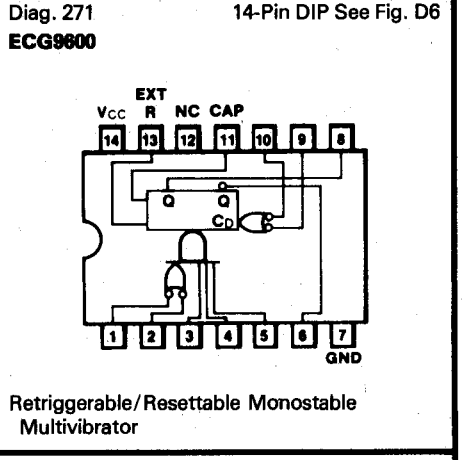 Diag. 271 14-Pin DIP See Fig. D6
ECG9600
EXT
VCC R NC CAP
14 13 12 11 10 9 8
Q Q
CD
1 2 3 4 5 6 7
GND
Retriggerable/Resettable Monostable
Multivibrator